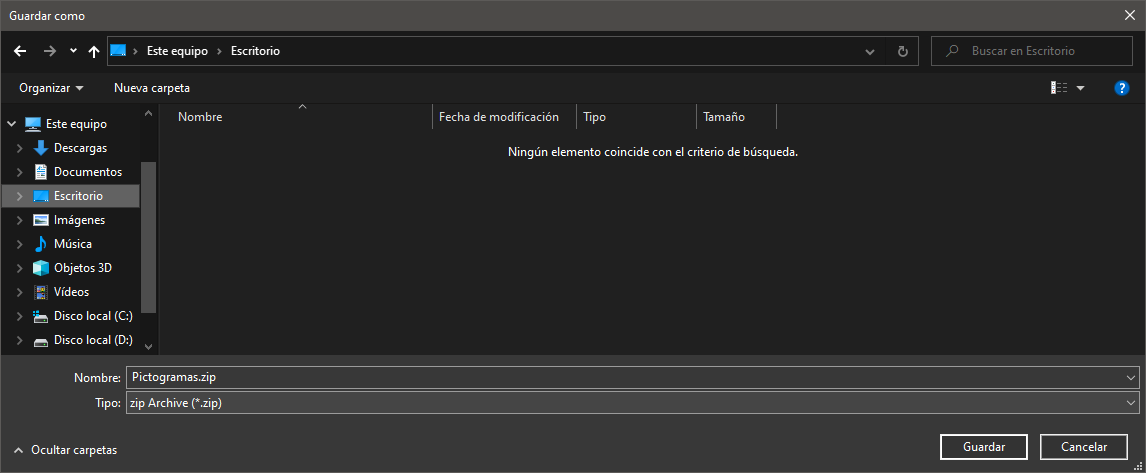 Guardar como
Este equipo > Escritorio
Buscar en Escritorio
Organizar
Nueva carpeta
?
Nombre
Fecha de modificación
Tipo
Tamaño
Ningún elemento coincide con el criterio de búsqueda.
Este equipo
Descargas
Documentos
Escritorio
Imágenes
Música
Objetos 3D
Vídeos
Disco local (C:)
Disco local (D:)
Nombre: Pictogramas.zip
Tipo: zip Archive (*.zip)
Ocultar carpetas
Guardar
Cancelar